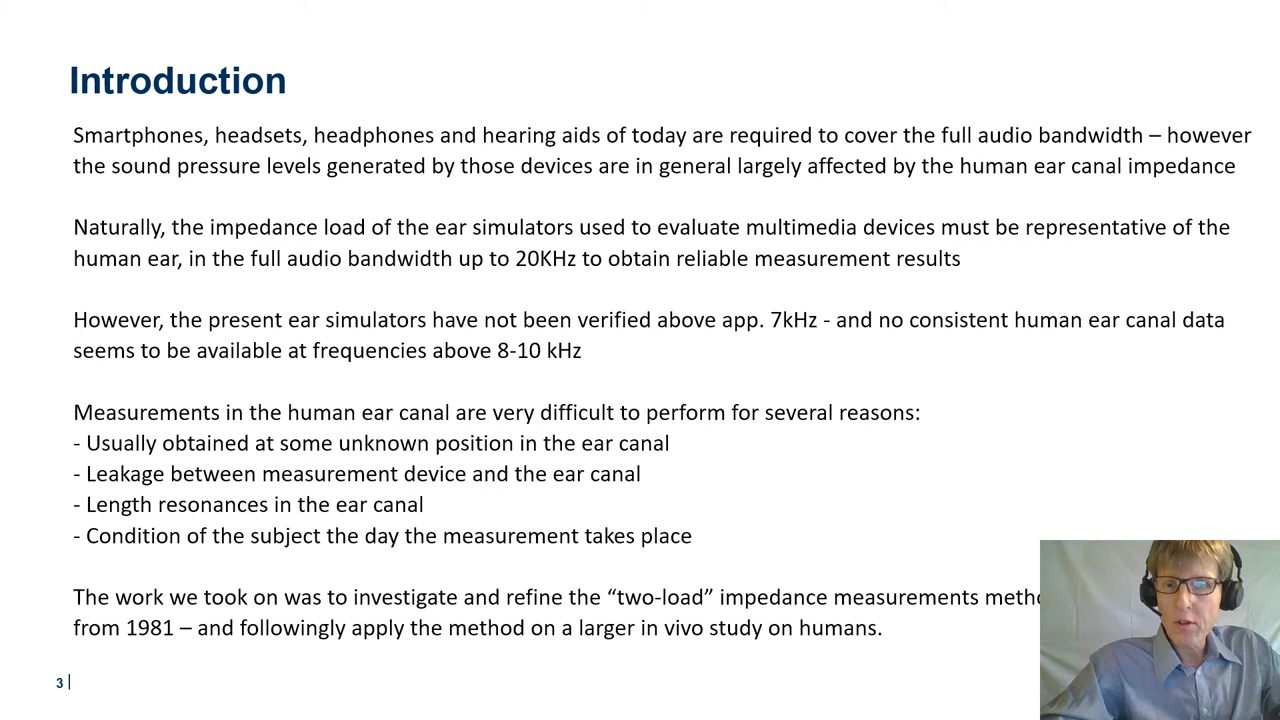 Introduction
Smartphones, headsets, headphones and hearing aids of today are required to cover the full audio bandwidth – however
the sound pressure levels generated by those devices are in general largely affected by the human ear canal impedance
Naturally, the impedance load of the ear simulators used to evaluate multimedia devices must be representative of the
human ear, in the full audio bandwidth up to 20KHz to obtain reliable measurement results
However, the present ear simulators have not been verified above app. 7kHz - and no consistent human ear canal data
seems to be available at frequencies above 8-10 kHz
Measurements in the human ear canal are very difficult to perform for several reasons:
- Usually obtained at some unknown position in the ear canal
- Leakage between measurement device and the ear canal
- Length resonances in the ear canal
- Condition of the subject the day the measurement takes place
The work we took on was to investigate and refine the “two-load” impedance measurements
from 1981 – and followingly apply the method on a larger in vivo study on humans.
3 |